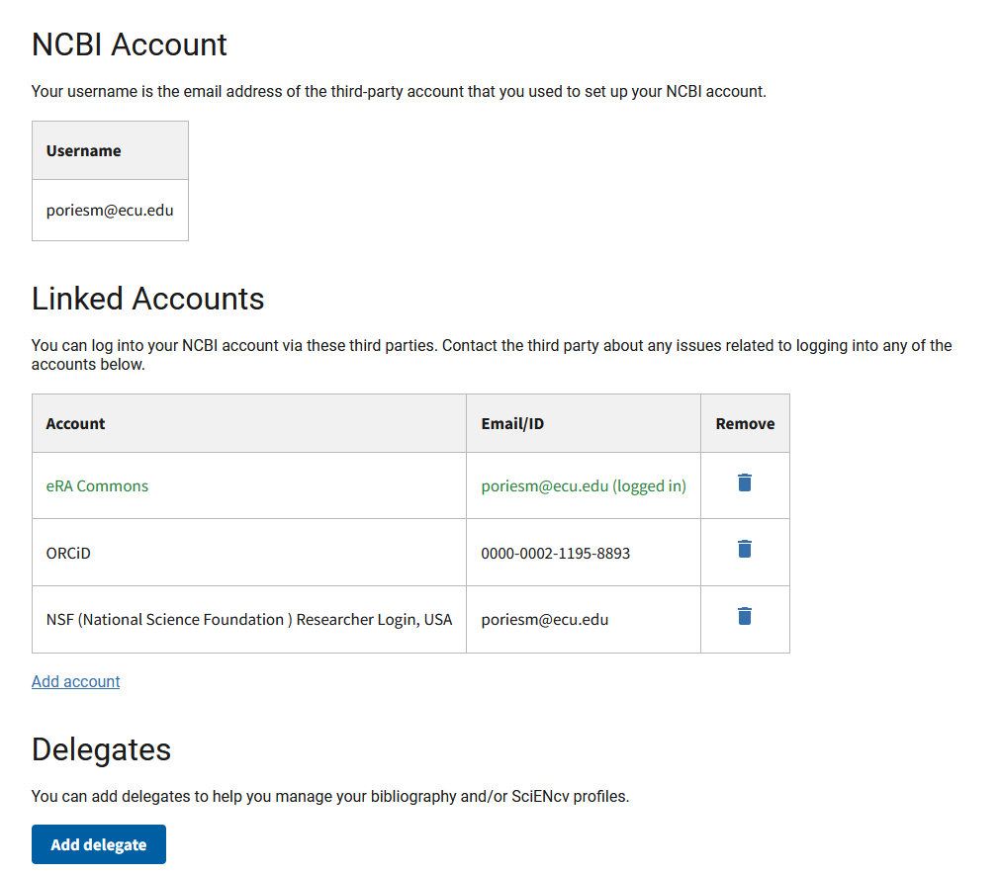 NCBI Account
Your username is the email address of the third-party account that you used to set up your NCBI account.
Username
poriesm@ecu.edu
Linked Accounts
You can log into your NCBI account via these third parties. Contact the third party about any issues related to logging into any of the
accounts below.
Account Email/ID Remove
eRA Commons poriesm@ecu.edu (logged in)
ORCiD 0000-0002-1195-8893
NSF (National Science Foundation ) Researcher Login, USA poriesm@ecu.edu
Add account
Delegates
You can add delegates to help you manage your bibliography and/or SciENcv profiles.
Add delegate